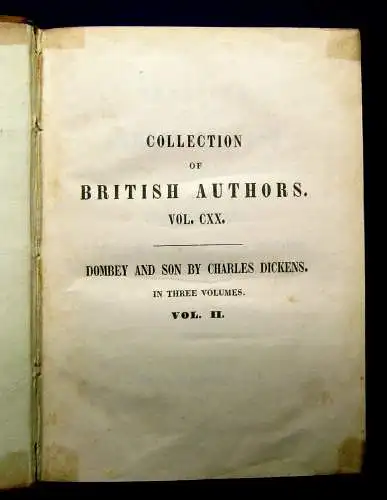 COLLECTION
OF
BRITISH AUTHORS.
VOL. CXX.
DOMBEY AND SON BY CHARLES DICKENS.
IN THREE VOLUMES.
VOL. II.